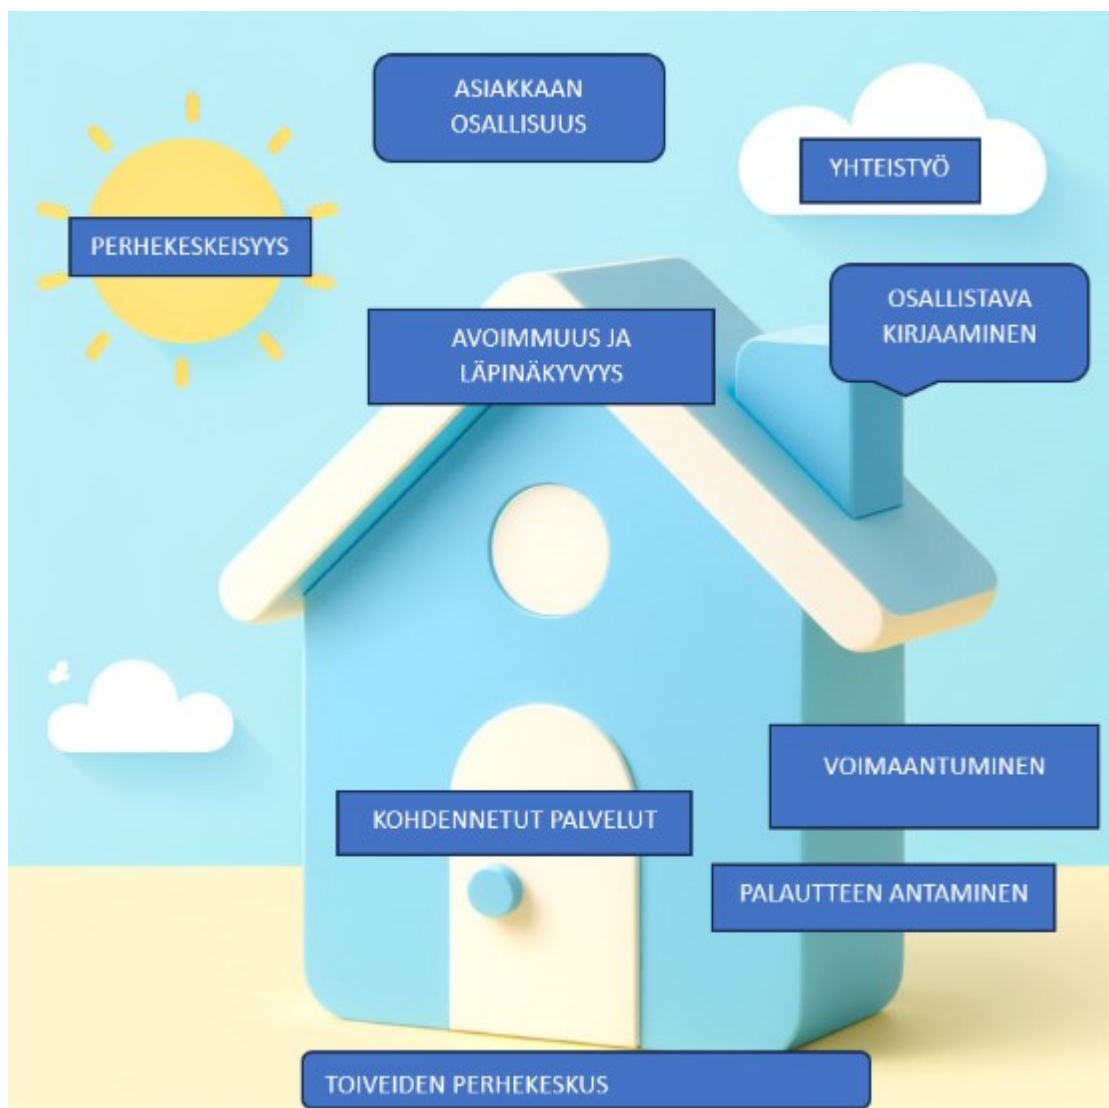 ASIAKKAAN
OSALLISUUS
YHTEISTYÖ
PERHEKESKEISYYS
OSALLISTAVA
KIRJAAMINEN
AVOIMMUUS JA
LÄPINÄKYVYYS
VOIMAANTUMINEN
KOHDENNETUT PALVELUT
PALAUTTEEN ANTAMINEN
TOIVEIDEN PERHEKESKUS